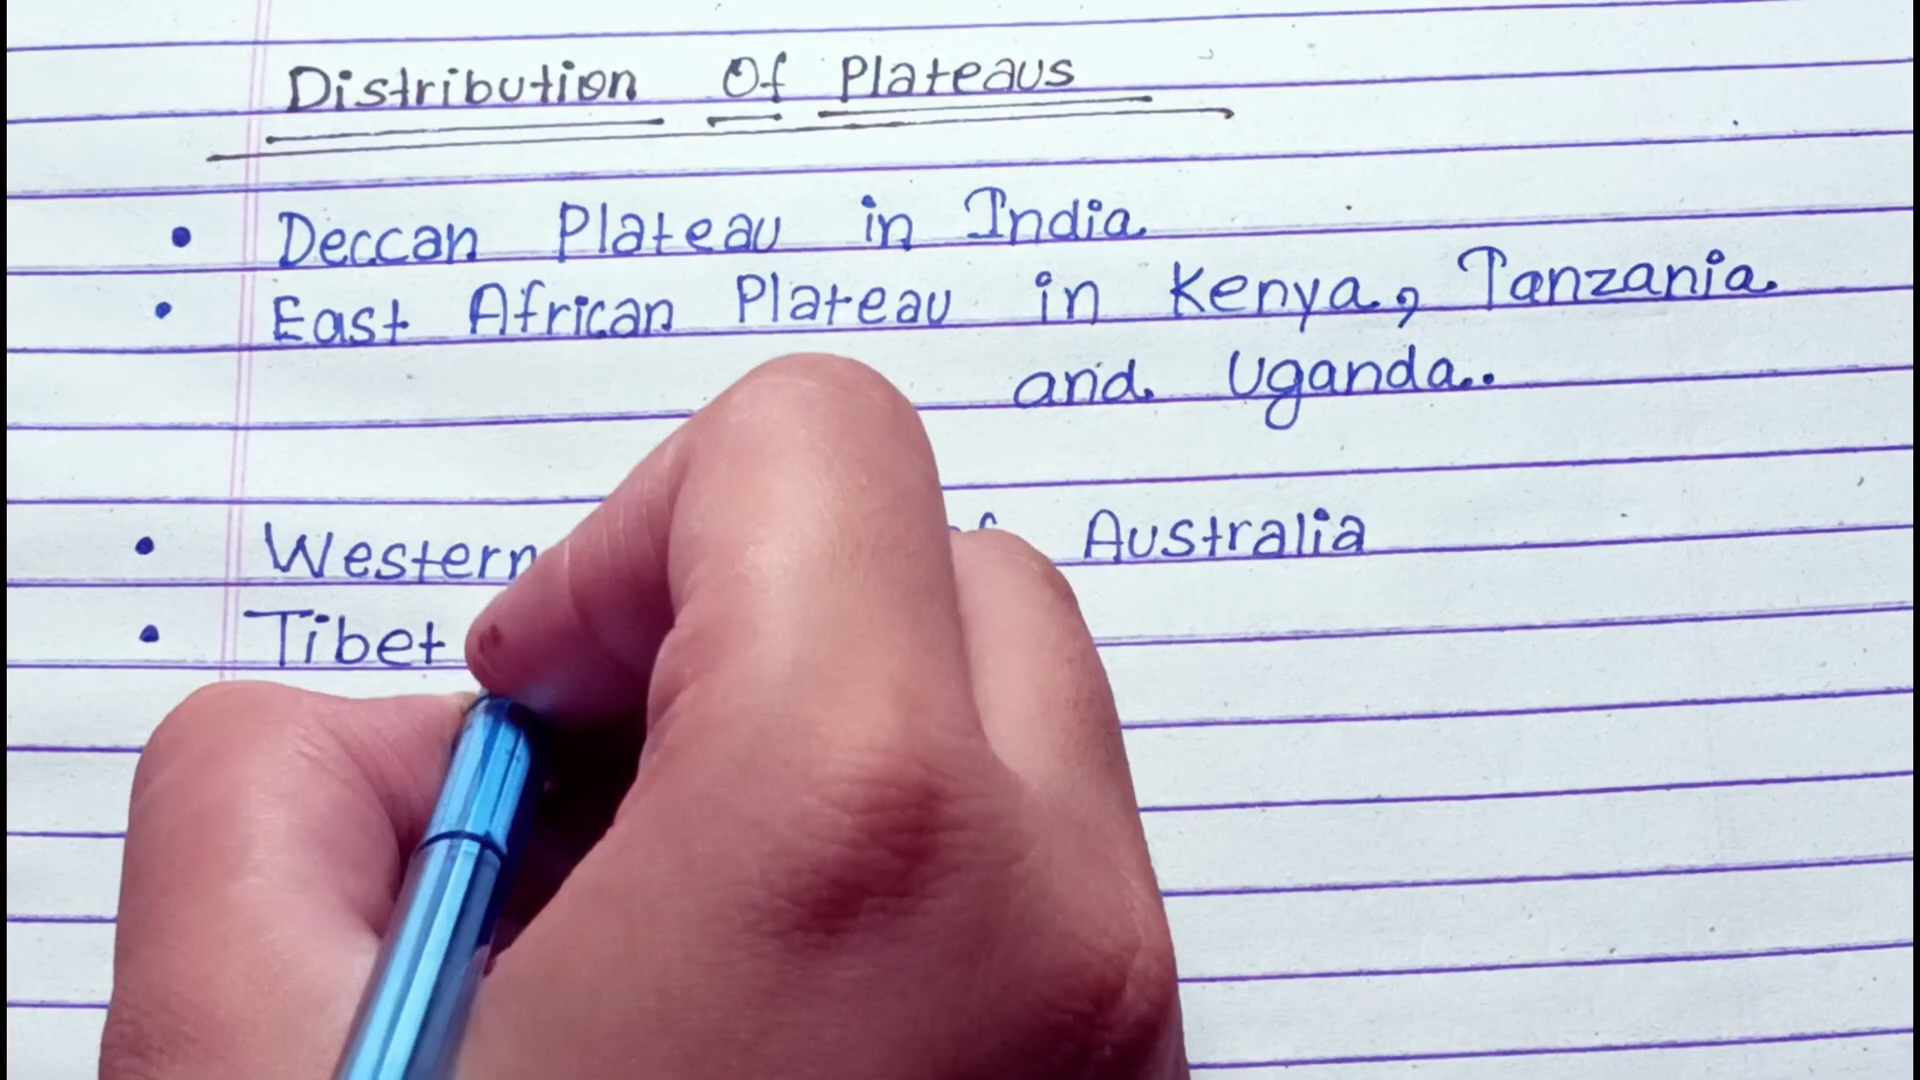 Distribution Of Plateaus
• Deccan Plateau in India.
• East African Plateau in Kenya, Tanzania.
and. Uganda..
• Western Australia
• Tibet